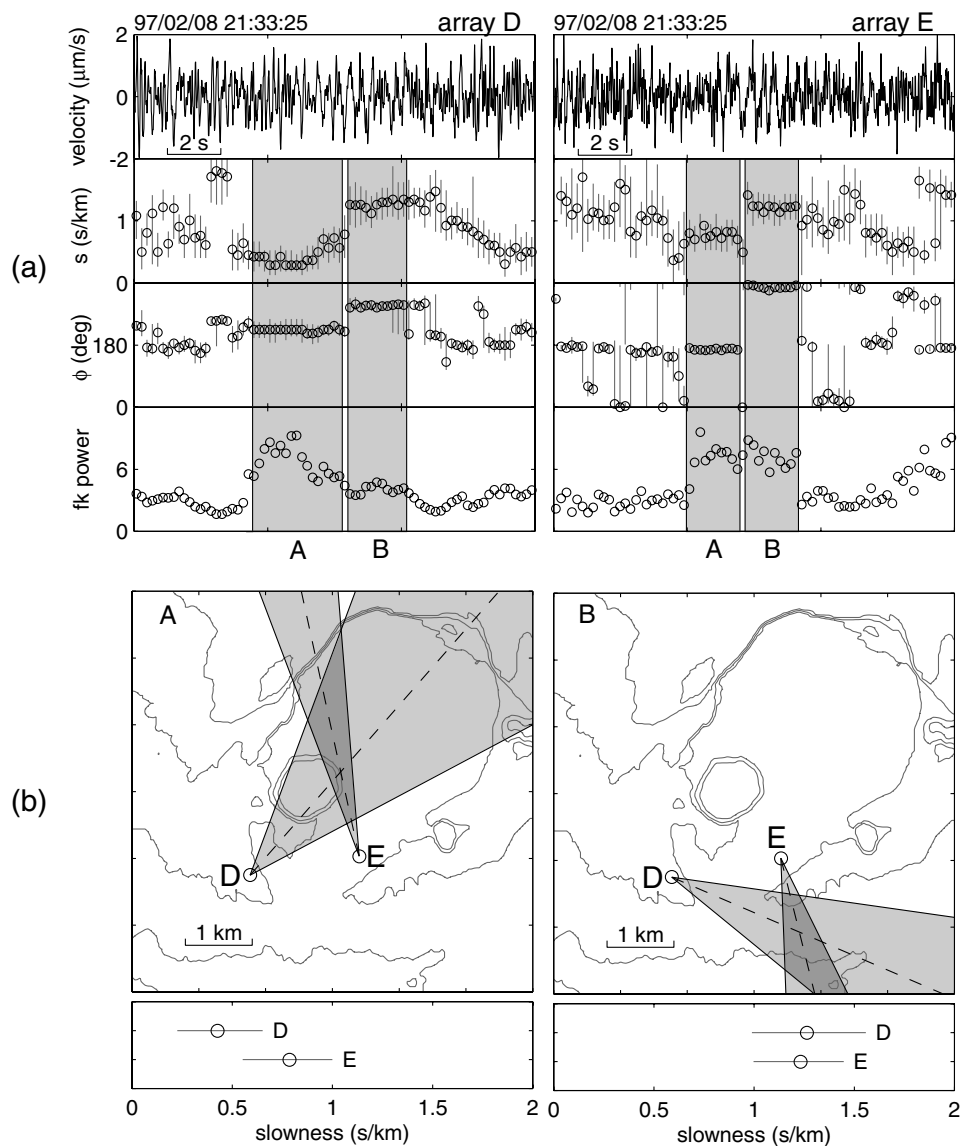 97/02/08 21:33:25 array D
97/02/08 21:33:25 array E
(a)
velocity (μm/s)
2
0
-2
2 s
2 s
s (s/km)
1
0
φ (deg)
180
0
fk power
6
0
A B
A B
(b)
A
D E
1 km
B
D E
1 km
D
E
D
E
0 0.5 1 1.5 2
slowness (s/km)
0 0.5 1 1.5 2
slowness (s/km)